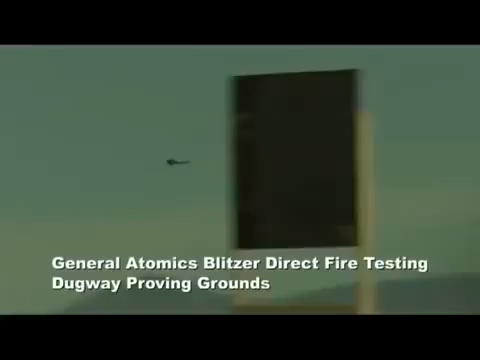 General Atomics Blitzer Direct Fire Testing
Dugway Proving Grounds